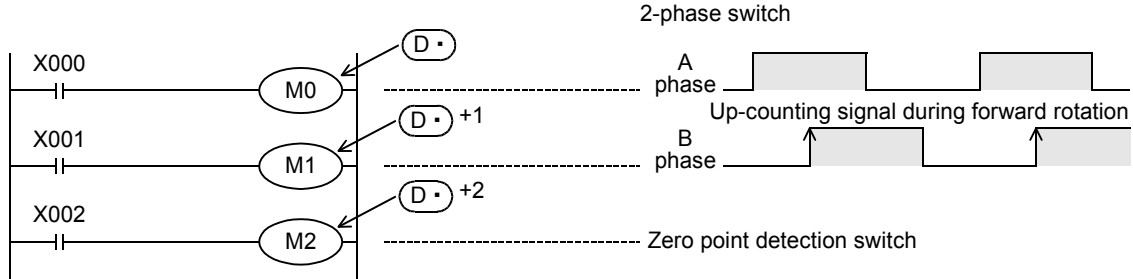 2-phase switch
X000
M0
D·
A
phase
Up-counting signal during forward rotation
X001
M1
D· +1
B
phase
X002
M2
D· +2
Zero point detection switch